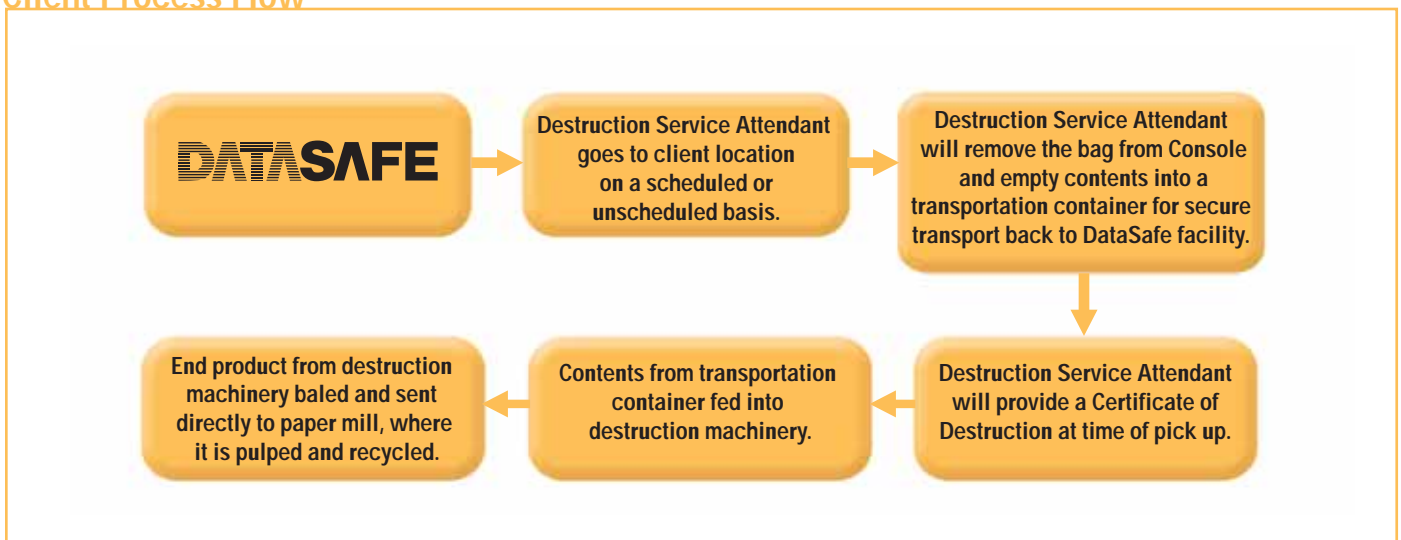 Client Process Flow
DATASAFE
Destruction Service Attendant
goes to client location
on a scheduled or
unscheduled basis.
Destruction Service Attendant
will remove the bag from Console
and empty contents into a
transportation container for secure
transport back to DataSafe facility.
Destruction Service Attendant
will provide a Certificate of
Destruction at time of pick up.
Contents from transportation
container fed into
destruction machinery.
End product from destruction
machinery baled and sent
directly to paper mill, where
it is pulped and recycled.